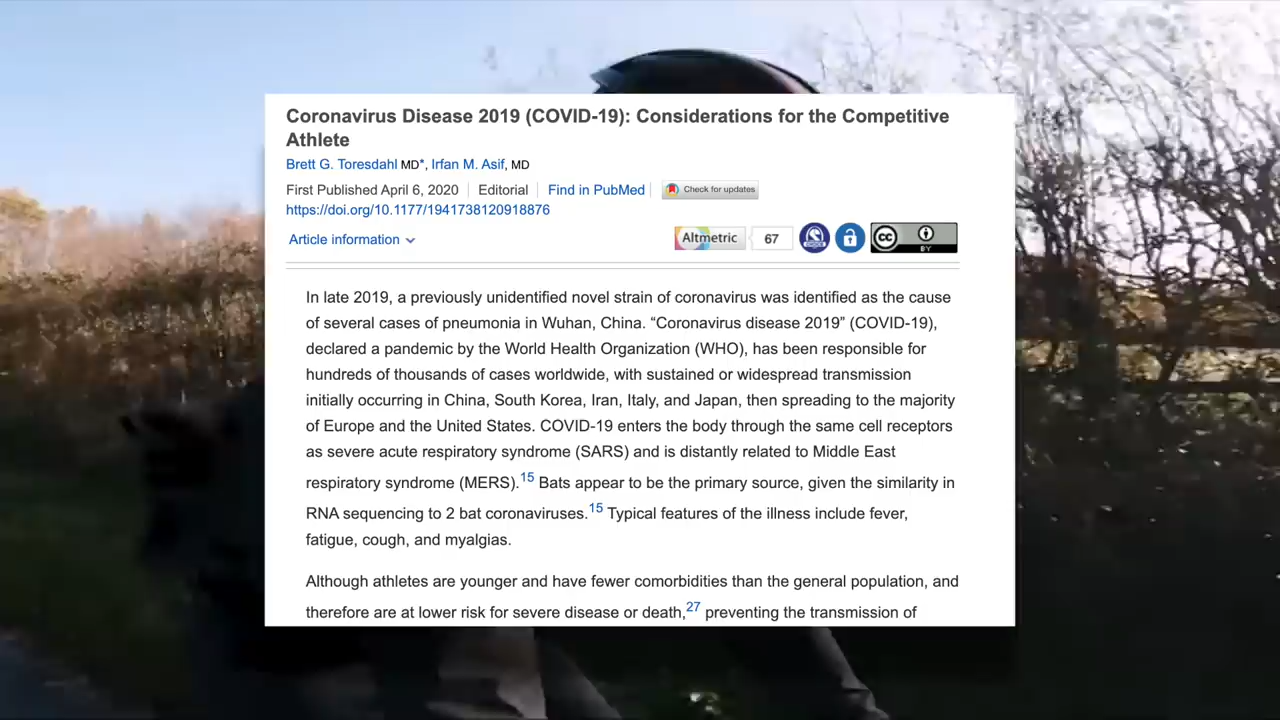 Coronavirus Disease 2019 (COVID-19): Considerations for the Competitive
Athlete
Brett G. Toresdahl MD*, Irfan M. Asif, MD
First Published April 6, 2020 | Editorial | Find in PubMed | Check for updates
https://doi.org/10.1177/1941738120918876
Article information Altmetric 67 CHOICE cc BY
In late 2019, a previously unidentified novel strain of coronavirus was identified as the cause
of several cases of pneumonia in Wuhan, China. “Coronavirus disease 2019” (COVID-19),
declared a pandemic by the World Health Organization (WHO), has been responsible for
hundreds of thousands of cases worldwide, with sustained or widespread transmission
initially occurring in China, South Korea, Iran, Italy, and Japan, then spreading to the majority
of Europe and the United States. COVID-19 enters the body through the same cell receptors
as severe acute respiratory syndrome (SARS) and is distantly related to Middle East
respiratory syndrome (MERS).15 Bats appear to be the primary source, given the similarity in
RNA sequencing to 2 bat coronaviruses.15 Typical features of the illness include fever,
fatigue, cough, and myalgias.
Although athletes are younger and have fewer comorbidities than the general population, and
therefore are at lower risk for severe disease or death,27 preventing the transmission of